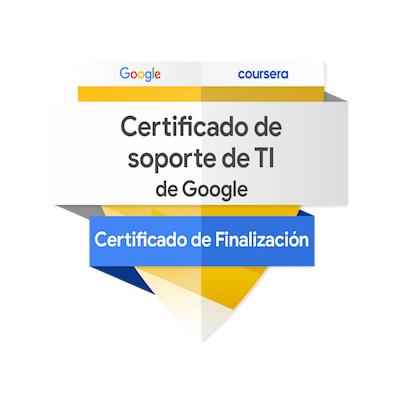 Google coursera
Certificado de
soporte de TI
de Google
Certificado de Finalización